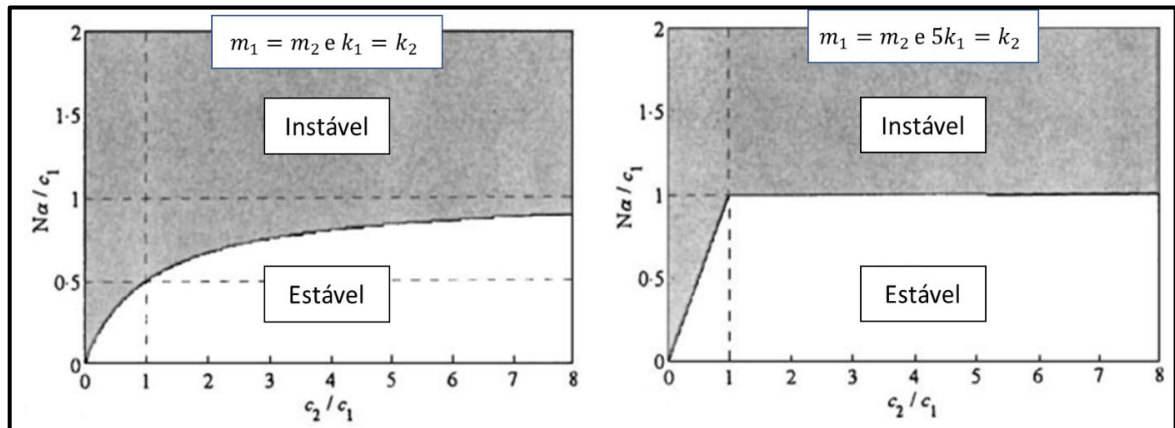 m₁ = m₂ e k₁ = k₂
2
1·5
1
0·5
0
Nα / c₁
Instável
Estável
0 1 2 3 4 5 6 7 8
c₂ / c₁
m₁ = m₂ e 5k₁ = k₂
2
1·5
1
0·5
0
Nα / c₁
Instável
Estável
0 1 2 3 4 5 6 7 8
c₂ / c₁